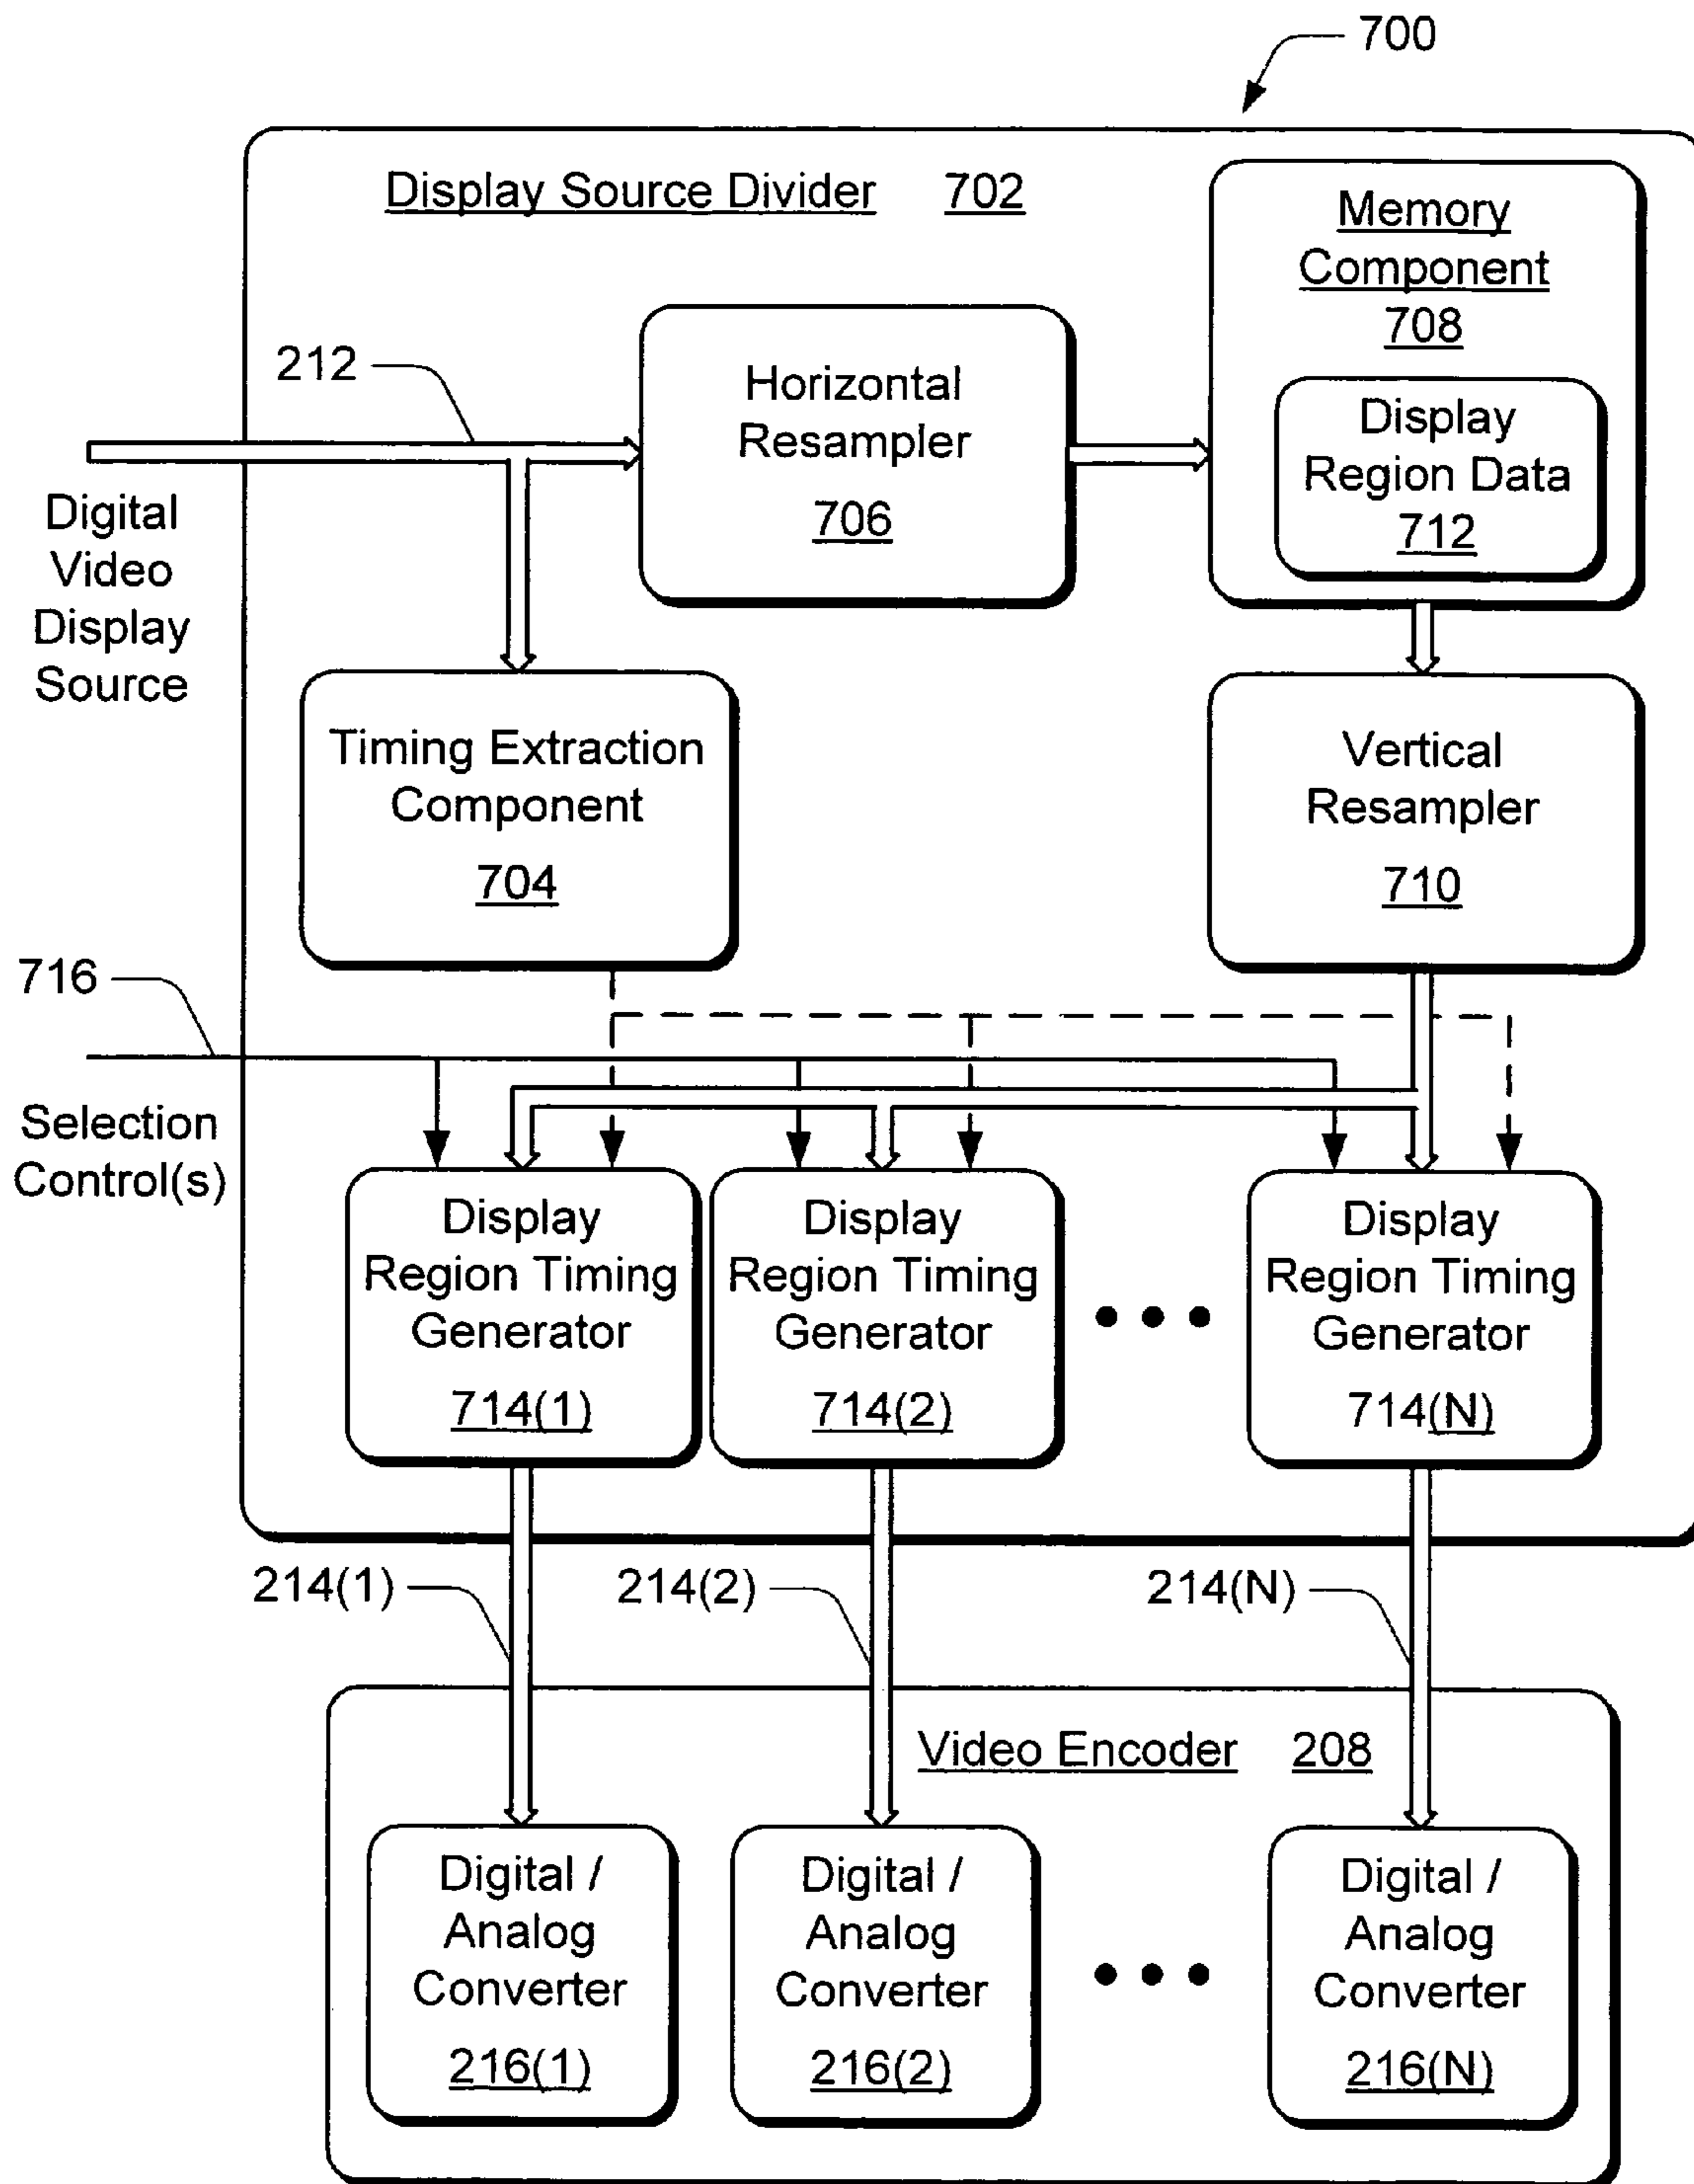 700
Display Source Divider 702
Memory
Component
708
212
Horizontal
Resampler
706
Display
Region Data
712
Digital
Video
Display
Source
Timing Extraction
Component
704
Vertical
Resampler
710
716
Selection
Control(s)
Display
Region Timing
Generator
714(1)
Display
Region Timing
Generator
714(2)
Display
Region Timing
Generator
714(N)
214(1)
214(2)
214(N)
Video Encoder 208
Digital /
Analog
Converter
216(1)
Digital /
Analog
Converter
216(2)
Digital /
Analog
Converter
216(N)